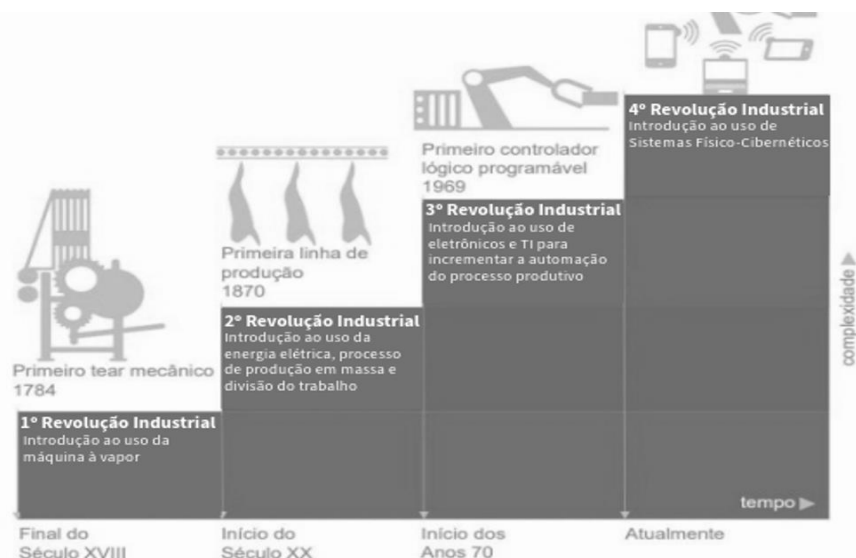 4º Revolução Industrial
Introdução ao uso de
Sistemas Físico-Cibernéticos
Primeiro controlador
lógico programável
1969
3º Revolução Industrial
Introdução ao uso de
eletrônicos e TI para
incrementar a automação
do processo produtivo
Primeira linha de
produção
1870
2º Revolução Industrial
Introdução ao uso da
energia elétrica, processo
de produção em massa e
divisão do trabalho
Primeiro tear mecânico
1784
1º Revolução Industrial
Introdução ao uso da
máquina à vapor
complexidade
tempo
Final do
Século XVIII
Início do
Século XX
Início dos
Anos 70
Atualmente